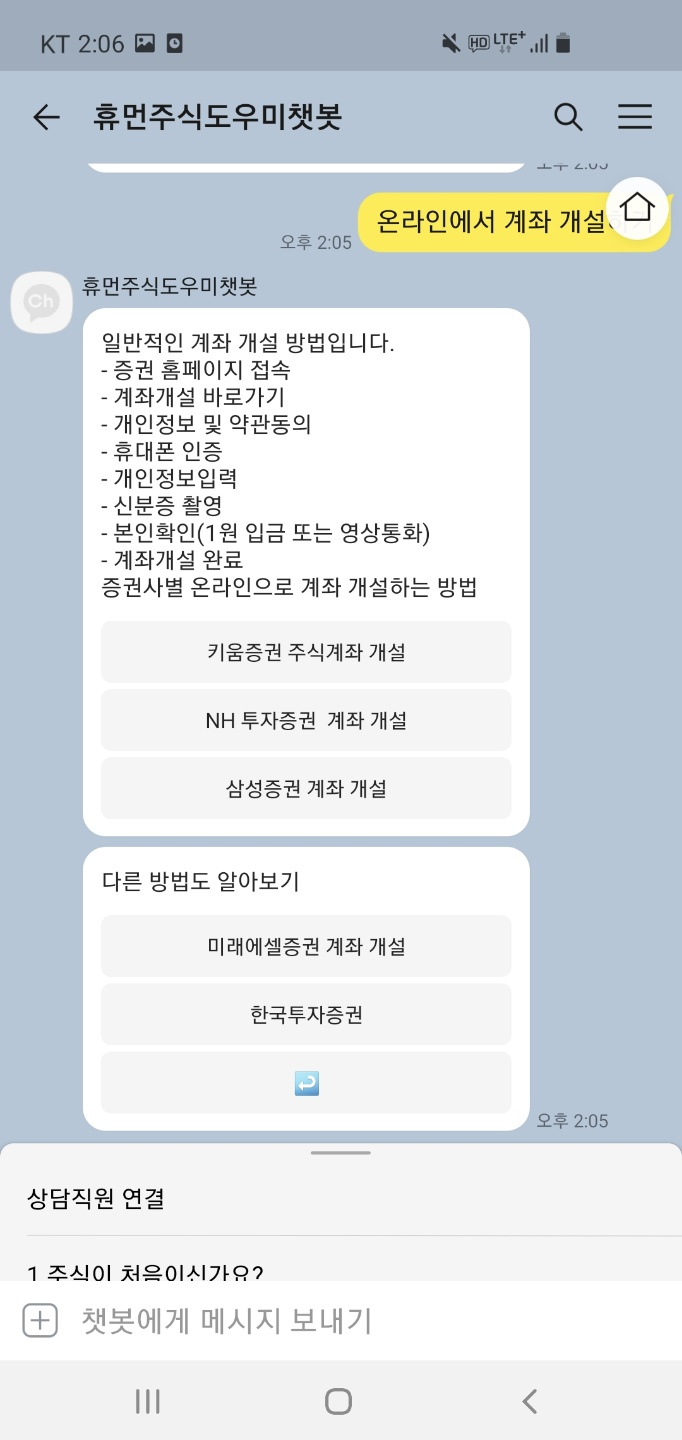 KT 2:06
HD LTE+
휴먼주식도우미챗봇
오후 2:05
온라인에서 계좌 개설하기
오후 2:05
Ch
휴먼주식도우미챗봇
일반적인 계좌 개설 방법입니다.
- 증권 홈페이지 접속
- 계좌개설 바로가기
- 개인정보 및 약관동의
- 휴대폰 인증
- 개인정보입력
- 신분증 촬영
- 본인확인(1원 입금 또는 영상통화)
- 계좌개설 완료
증권사별 온라인으로 계좌 개설하는 방법
키움증권 주식계좌 개설
NH 투자증권  계좌 개설
삼성증권 계좌 개설
다른 방법도 알아보기
미래에셀증권 계좌 개설
한국투자증권
오후 2:05
상담직원 연결
1 주식이 처음이신가요?
챗봇에게 메시지 보내기